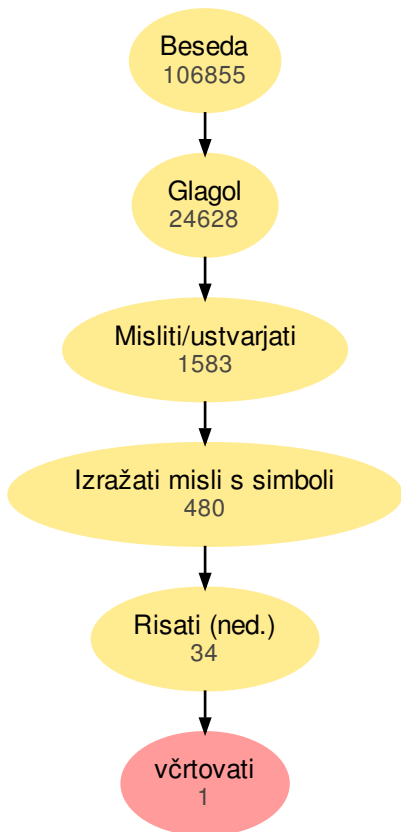 Beseda
106855
Glagol
24628
Misliti/ustvarjati
1583
Izražati misli s simboli
480
Risati (ned.)
34
včrtovati
1